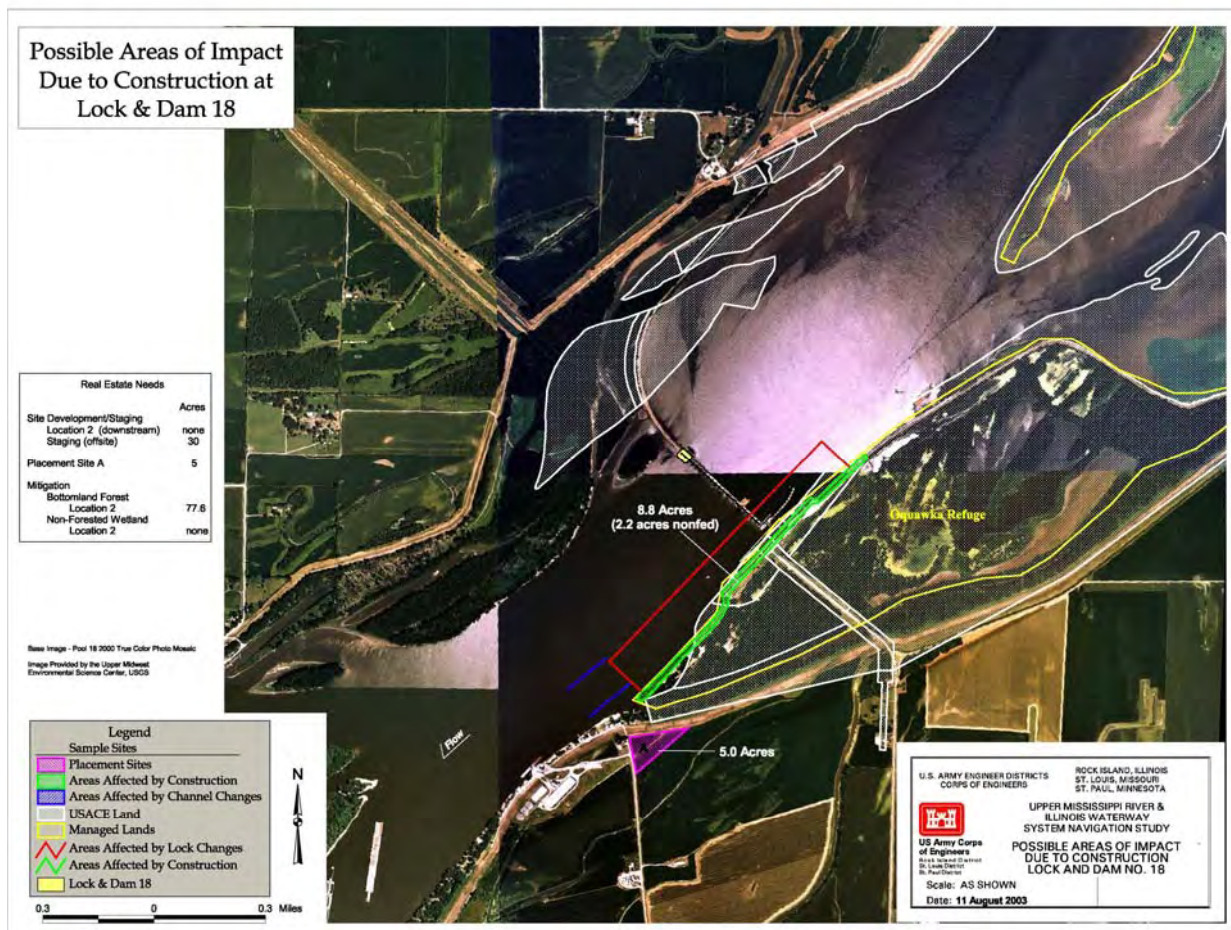 Possible Areas of Impact
Due to Construction at
Lock & Dam 18
Real Estate Needs
Acres
Site Development/Staging
Location 2 (downstream) none
Staging (offsite) 30
Placement Site A 5
Mitigation
Bottomland Forest
Location 2 77.6
Non-Forested Wetland
Location 2 none
Base Image - Pool 18 2000 True Color Photo Mosaic
Image Provided by the Upper Midwest
Environmental Science Center, USGS
8.8 Acres
(2.2 acres nonfed)
Oquawka Refuge
A
5.0 Acres
Flow
Legend
Sample Sites
Placement Sites
Areas Affected by Construction
Areas Affected by Channel Changes
USACE Land
Managed Lands
Areas Affected by Lock Changes
Areas Affected by Construction
Lock & Dam 18
N
0.3 0 0.3 Miles
U.S. ARMY ENGINEER DISTRICTS
CORPS OF ENGINEERS
ROCK ISLAND, ILLINOIS
ST. LOUIS, MISSOURI
ST. PAUL, MINNESOTA
US Army Corps
of Engineers
Rock Island District
St. Louis District
St. Paul District
UPPER MISSISSIPPI RIVER &
ILLINOIS WATERWAY
SYSTEM NAVIGATION STUDY
POSSIBLE AREAS OF IMPACT
DUE TO CONSTRUCTION
LOCK AND DAM NO. 18
Scale: AS SHOWN
Date: 11 August 2003